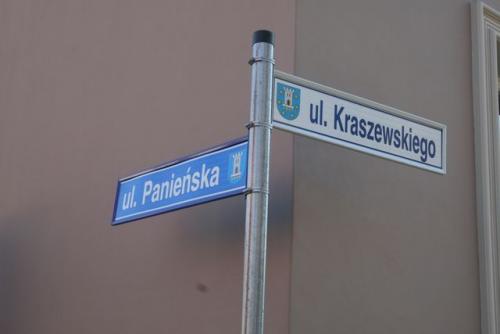 ul. Kraszewskiego
ul. Panieńska